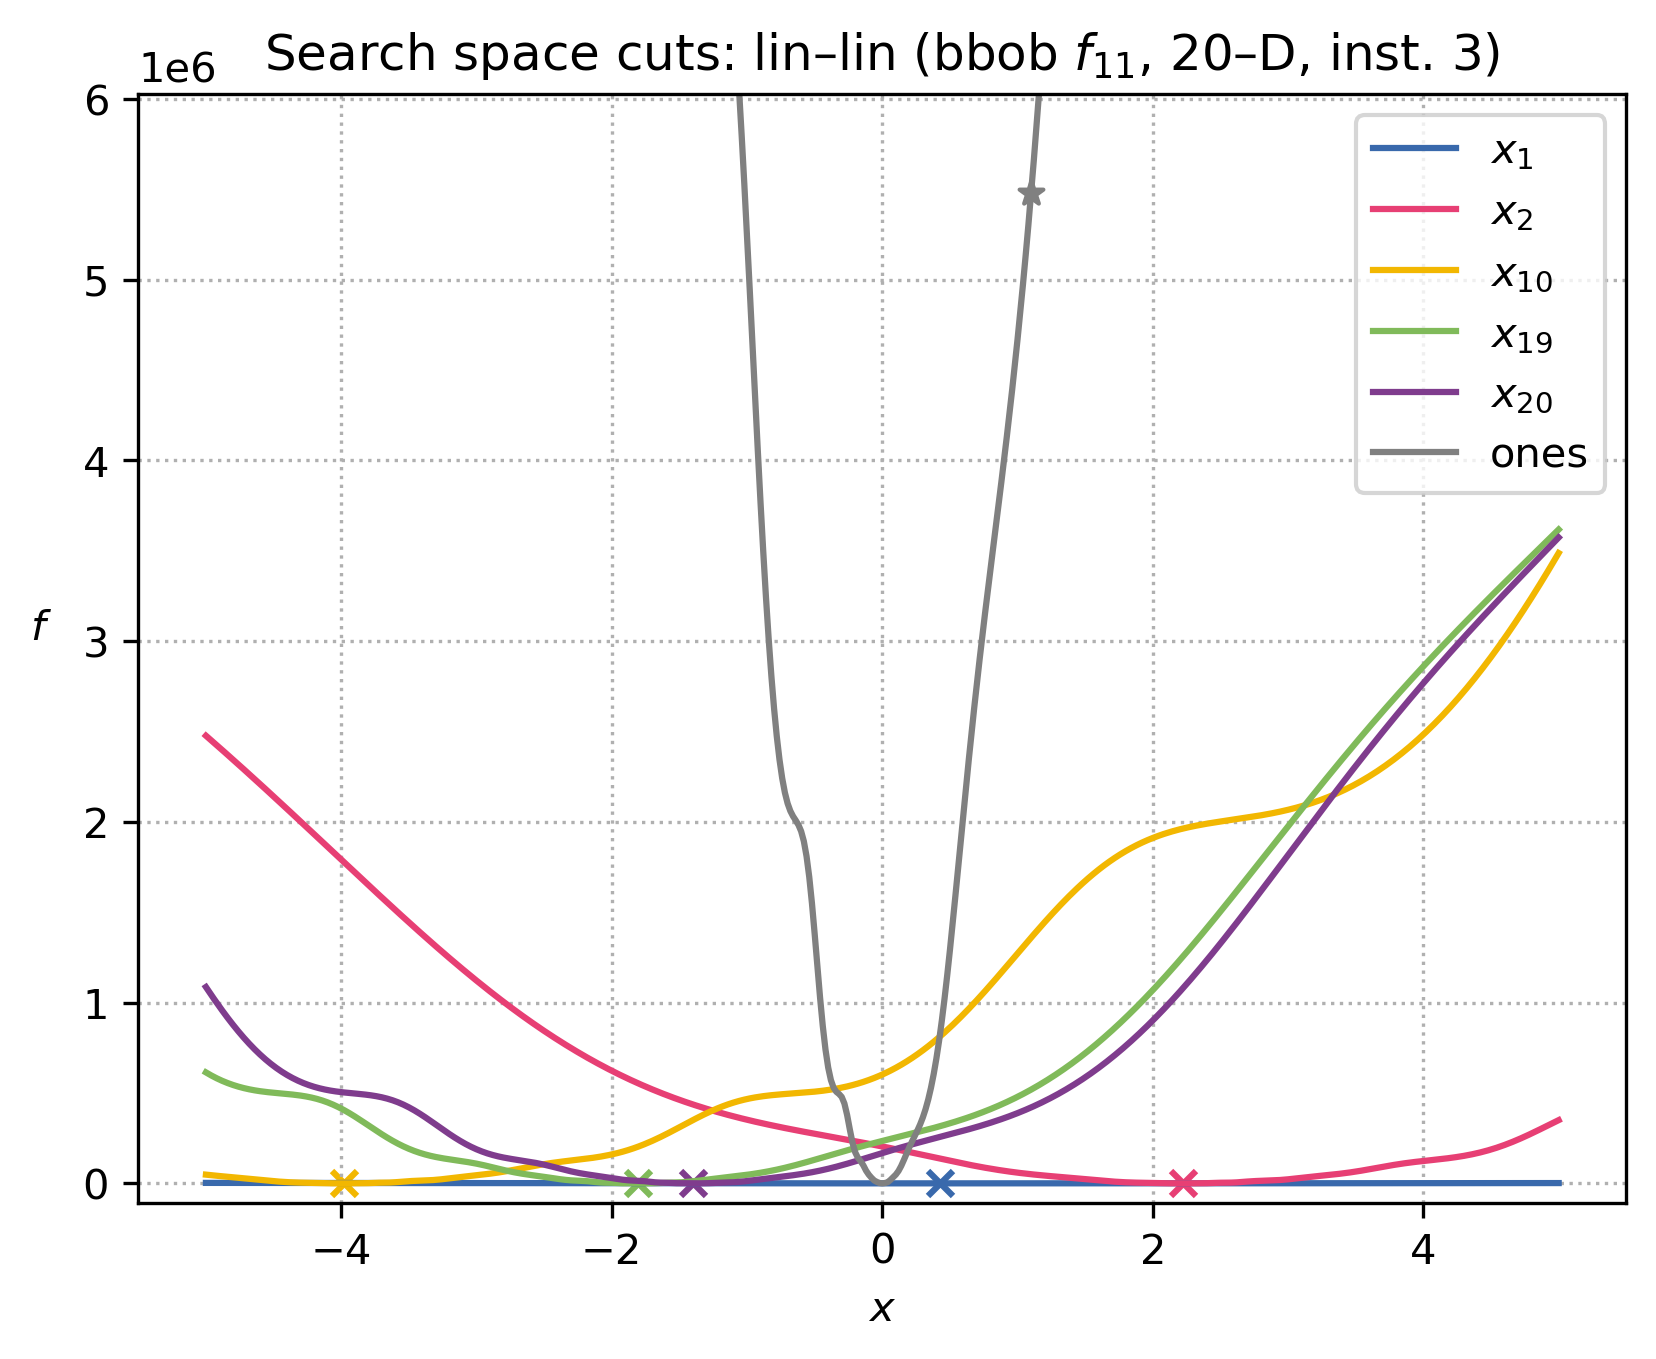 Search space cuts: lin–lin (bbob f₁₁, 20–D, inst. 3)
1e6
6
5
4
3
2
1
0
f
−4
−2
0
2
4
x
x₁
x₂
x₁₀
x₁₉
x₂₀
ones